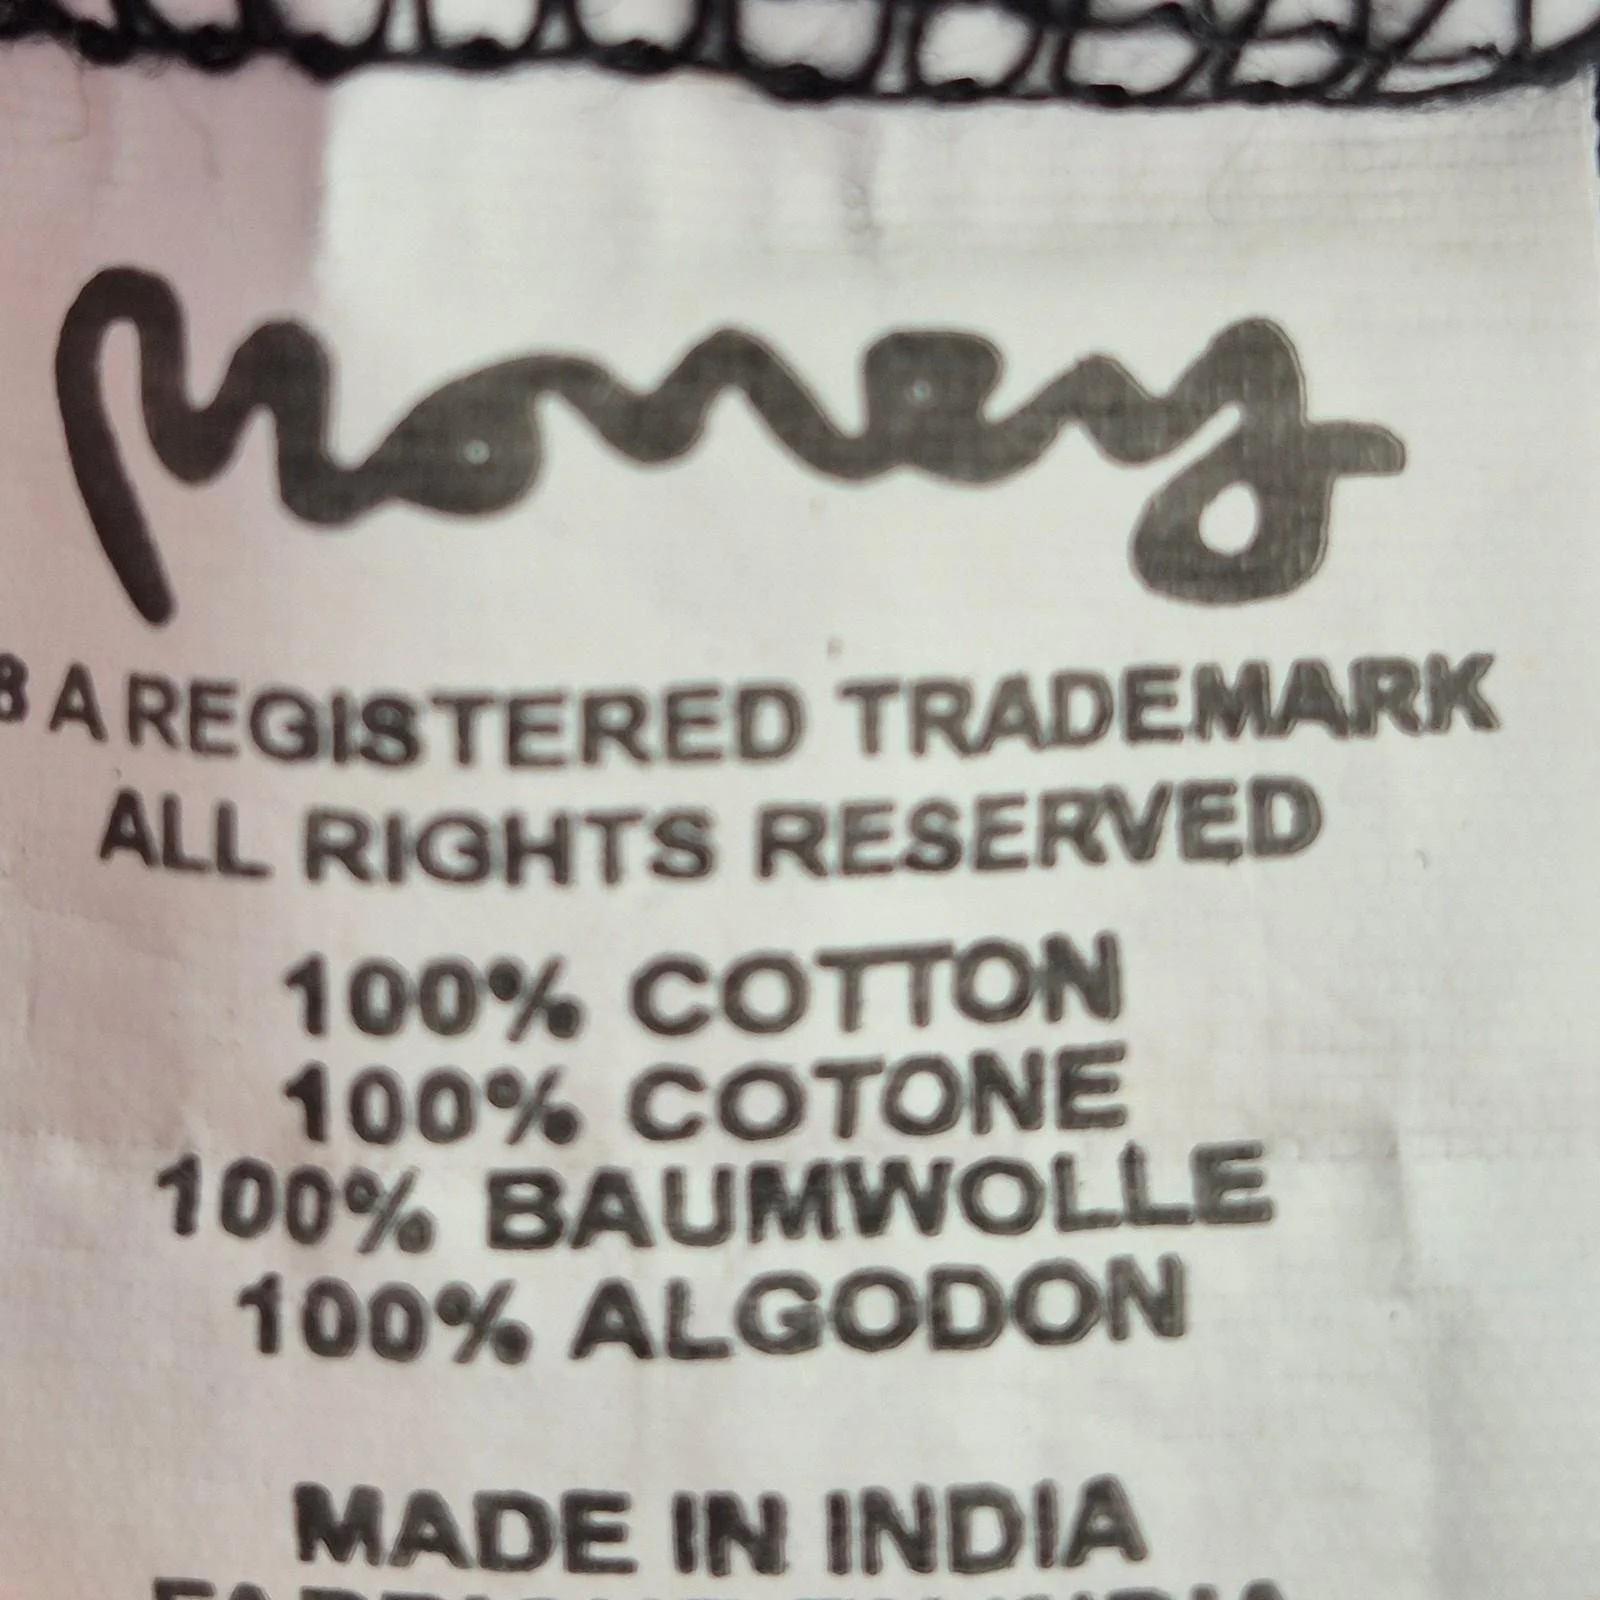 Money
A REGISTERED TRADEMARK
ALL RIGHTS RESERVED
100% COTTON
100% COTONE
100% BAUMWOLLE
100% ALGODON
MADE IN INDIA